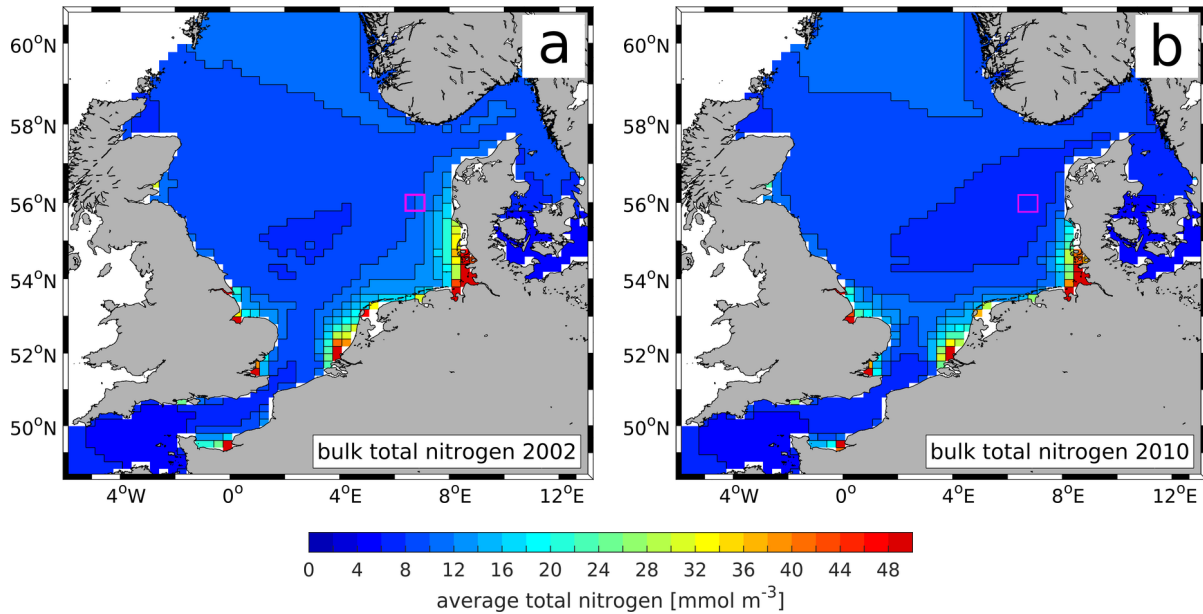 a
b
60°N
58°N
56°N
54°N
52°N
50°N
4°W
0°
4°E
8°E
12°E
bulk total nitrogen 2002
60°N
58°N
56°N
54°N
52°N
50°N
4°W
0°
4°E
8°E
12°E
bulk total nitrogen 2010
0 4 8 12 16 20 24 28 32 36 40 44 48
average total nitrogen [mmol m⁻³]